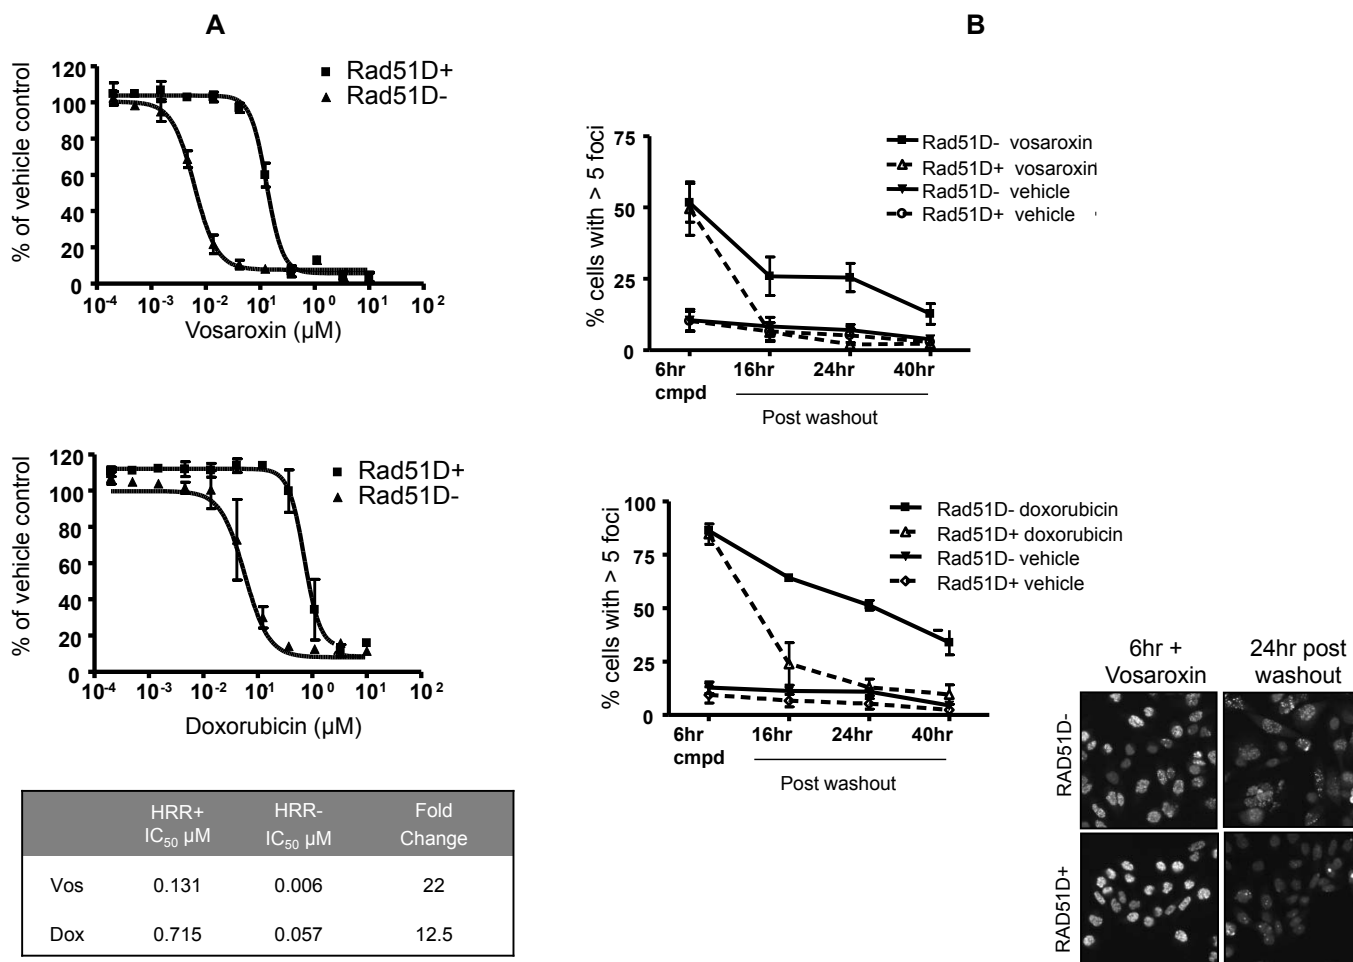 A
% of vehicle control
120
100
80
60
40
20
0
Rad51D+
Rad51D-
10-4
10-3
10-2
10-1
100
101
102
Vosaroxin (µM)
% of vehicle control
120
100
80
60
40
20
0
Rad51D+
Rad51D-
10-4
10-3
10-2
10-1
100
101
102
Doxorubicin (µM)
HRR+ IC50 µM
HRR- IC50 µM
Fold Change
Vos 0.131 0.006 22
Dox 0.715 0.057 12.5
B
% cells with > 5 foci
75
50
25
0
Rad51D- vosaroxin
Rad51D+ vosaroxin
Rad51D- vehicle
Rad51D+ vehicle
6hr cmpd
16hr
24hr
40hr
Post washout
% cells with > 5 foci
100
75
50
25
0
Rad51D- doxorubicin
Rad51D+ doxorubicin
Rad51D- vehicle
Rad51D+ vehicle
6hr cmpd
16hr
24hr
40hr
Post washout
6hr +
Vosaroxin
24hr post
washout
RAD51D-
RAD51D+